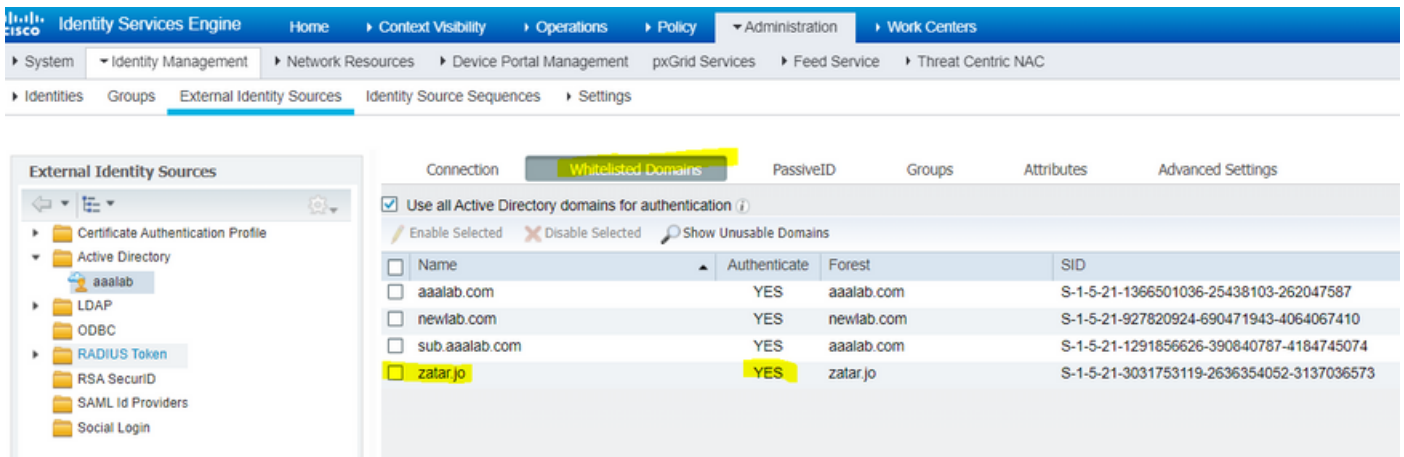 cisco Identity Services Engine Home Context Visibility Operations Policy Administration Work Centers
System Identity Management Network Resources Device Portal Management pxGrid Services Feed Service Threat Centric NAC
Identities Groups External Identity Sources Identity Source Sequences Settings
External Identity Sources
Certificate Authentication Profile
Active Directory
aaalab
LDAP
ODBC
RADIUS Token
RSA SecurID
SAML Id Providers
Social Login
Connection Whitelisted Domains PassiveID Groups Attributes Advanced Settings
Use all Active Directory domains for authentication
Enable Selected Disable Selected Show Unusable Domains
Name Authenticate Forest SID
aaalab.com YES aaalab.com S-1-5-21-1366501036-25438103-262047587
newlab.com YES newlab.com S-1-5-21-927820924-690471943-4064067410
sub.aaalab.com YES aaalab.com S-1-5-21-1291856626-390840787-4184745074
zatar.jo YES zatar.jo S-1-5-21-3031753119-2636354052-3137036573